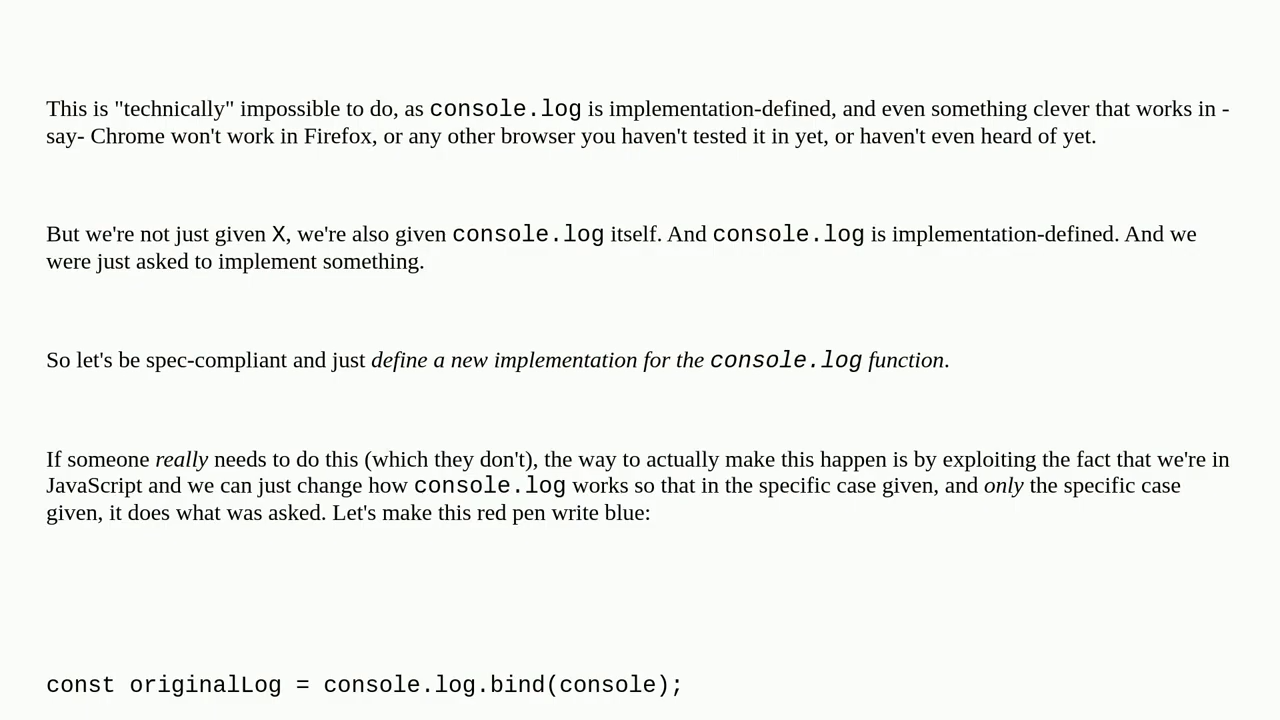 This is "technically" impossible to do, as console.log is implementation-defined, and even something clever that works in -
say- Chrome won't work in Firefox, or any other browser you haven't tested it in yet, or haven't even heard of yet.
But we're not just given X, we're also given console.log itself. And console.log is implementation-defined. And we
were just asked to implement something.
So let's be spec-compliant and just define a new implementation for the console.log function.
If someone really needs to do this (which they don't), the way to actually make this happen is by exploiting the fact that we're in
JavaScript and we can just change how console.log works so that in the specific case given, and only the specific case
given, it does what was asked. Let's make this red pen write blue:
const originalLog = console.log.bind(console);